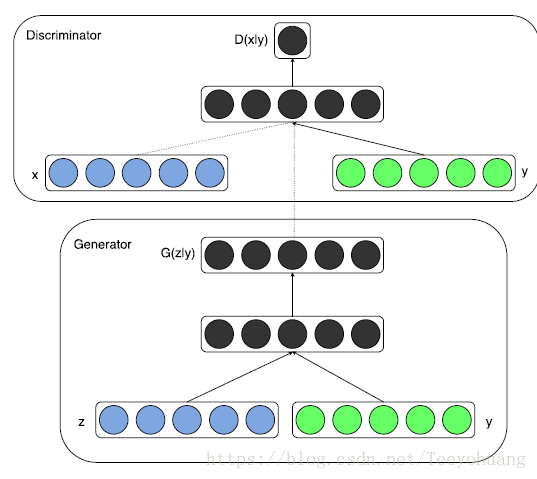 Discriminator
D(x|y)
x
y
Generator
G(z|y)
z
y
https://blog.csdn.net/Teeyohuang